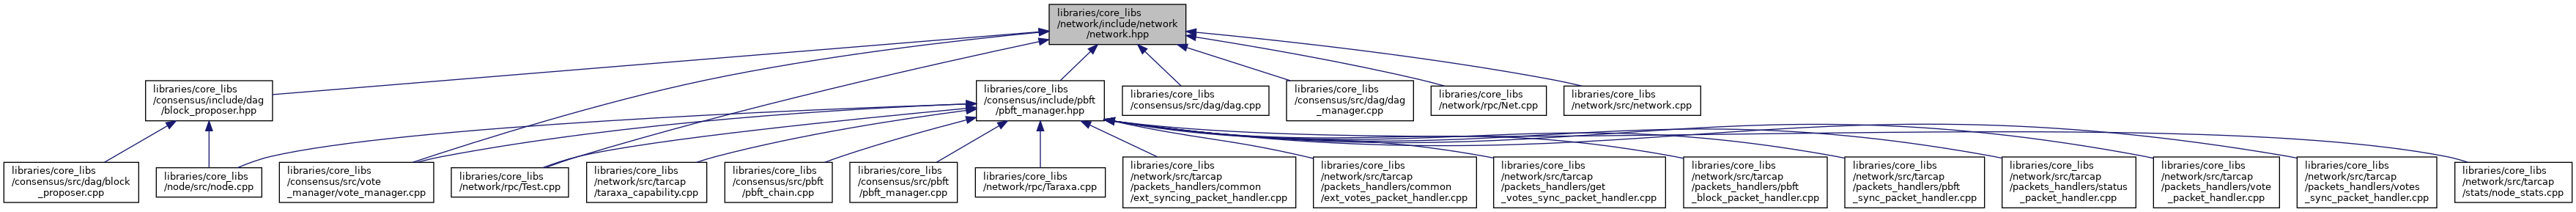 libraries/core_libs
/network/include/network
/network.hpp
libraries/core_libs
/consensus/include/dag
/block_proposer.hpp
libraries/core_libs
/consensus/include/pbft
/pbft_manager.hpp
libraries/core_libs
/consensus/src/dag/dag.cpp
libraries/core_libs
/consensus/src/dag/dag
_manager.cpp
libraries/core_libs
/network/rpc/Net.cpp
libraries/core_libs
/network/src/network.cpp
libraries/core_libs
/consensus/src/dag/block
_proposer.cpp
libraries/core_libs
/node/src/node.cpp
libraries/core_libs
/consensus/src/vote
_manager/vote_manager.cpp
libraries/core_libs
/network/rpc/Test.cpp
libraries/core_libs
/network/src/tarcap
/taraxa_capability.cpp
libraries/core_libs
/consensus/src/pbft
/pbft_chain.cpp
libraries/core_libs
/consensus/src/pbft
/pbft_manager.cpp
libraries/core_libs
/network/rpc/Taraxa.cpp
libraries/core_libs
/network/src/tarcap
/packets_handlers/common
/ext_syncing_packet_handler.cpp
libraries/core_libs
/network/src/tarcap
/packets_handlers/common
/ext_votes_packet_handler.cpp
libraries/core_libs
/network/src/tarcap
/packets_handlers/get
_votes_sync_packet_handler.cpp
libraries/core_libs
/network/src/tarcap
/packets_handlers/pbft
_block_packet_handler.cpp
libraries/core_libs
/network/src/tarcap
/packets_handlers/pbft
_sync_packet_handler.cpp
libraries/core_libs
/network/src/tarcap
/packets_handlers/status
_packet_handler.cpp
libraries/core_libs
/network/src/tarcap
/packets_handlers/vote
_packet_handler.cpp
libraries/core_libs
/network/src/tarcap
/packets_handlers/votes
_sync_packet_handler.cpp
libraries/core_libs
/network/src/tarcap
/stats/node_stats.cpp